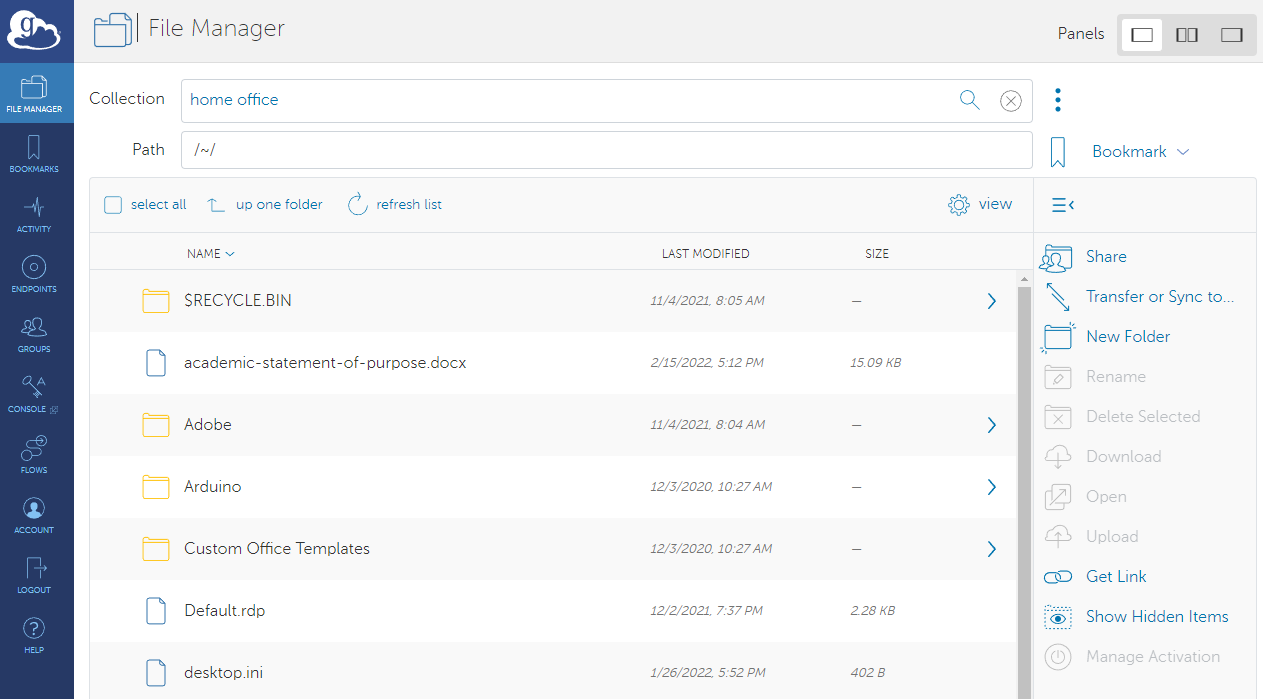 g
File Manager
Panels
FILE MANAGER
BOOKMARKS
ACTIVITY
ENDPOINTS
GROUPS
CONSOLE
FLOWS
ACCOUNT
LOGOUT
HELP
Collection home office
Path /~/
Bookmark
select all up one folder refresh list view
NAME LAST MODIFIED SIZE
$RECYCLE.BIN 11/4/2021, 8:05 AM —
academic-statement-of-purpose.docx 2/15/2022, 5:12 PM 15.09 KB
Adobe 11/4/2021, 8:04 AM —
Arduino 12/3/2020, 10:27 AM —
Custom Office Templates 12/3/2020, 10:27 AM —
Default.rdp 12/2/2021, 7:37 PM 2.28 KB
desktop.ini 1/26/2022, 5:52 PM 402 B
Share
Transfer or Sync to...
New Folder
Rename
Delete Selected
Download
Open
Upload
Get Link
Show Hidden Items
Manage Activation